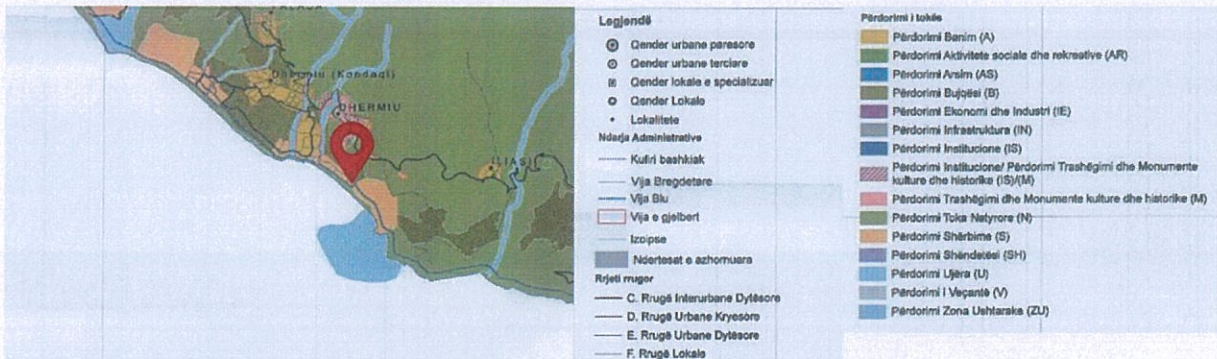 Dhërmiu (Kondaqi)
DHERMIU
ILIASI
Legjendë
Qender urbane paresore
Qender urbane terciare
Qender lokale e specializuar
Qender Lokale
Lokalitete
Ndarja Administrative
Kufiri bashkiak
Vija Bregdetare
Vija Blu
Vija e gjelbert
Izoipse
Ndertesat e azhornuara
Rrjeti rrugor
C. Rrugë Interurbane Dytësore
D. Rrugë Urbane Kryesore
E. Rrugë Urbane Dytësore
F. Rrugë Lokale
Përdorimi i tokës
Përdorimi Banim (A)
Përdorimi Aktivitete sociale dhe rekreative (AR)
Përdorimi Arsim (AS)
Përdorimi Bujqësi (B)
Përdorimi Ekonomi dhe Industri (IE)
Përdorimi Infrastruktura (IN)
Përdorimi Institucione (IS)
Përdorimi Institucione/ Përdorimi Trashëgimi dhe Monumente
kulture dhe historike (IS)/(M)
Përdorimi Trashëgimi dhe Monumente kulture dhe historike (M)
Përdorimi Toka Natyrore (N)
Përdorimi Shërbime (S)
Përdorimi Shëndetësi (SH)
Përdorimi Ujëra (U)
Përdorimi i Veçantë (V)
Përdorimi Zona Ushtarake (ZU)